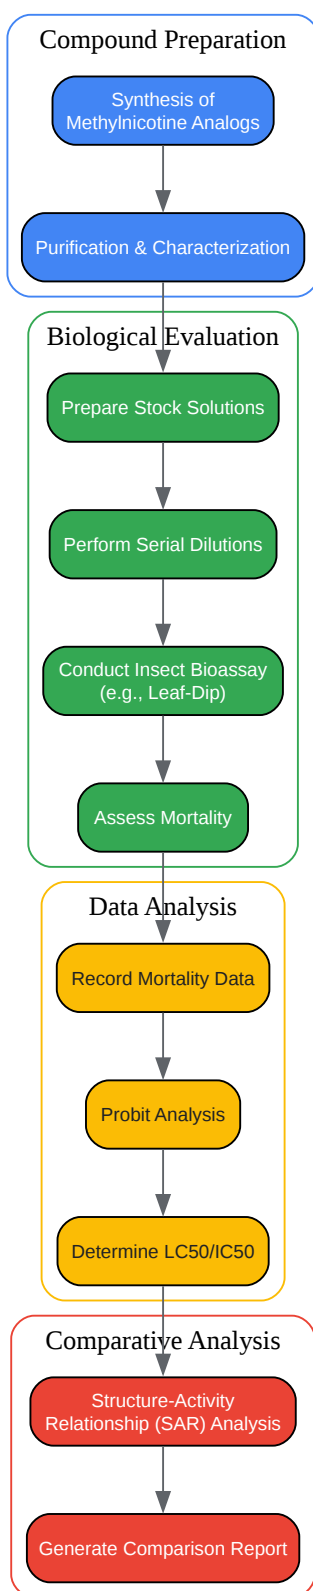 Compound Preparation
Synthesis of
Methylnicotine Analogs
Purification & Characterization
Biological Evaluation
Prepare Stock Solutions
Perform Serial Dilutions
Conduct Insect Bioassay
(e.g., Leaf-Dip)
Assess Mortality
Data Analysis
Record Mortality Data
Probit Analysis
Determine LC50/IC50
Comparative Analysis
Structure-Activity
Relationship (SAR) Analysis
Generate Comparison Report